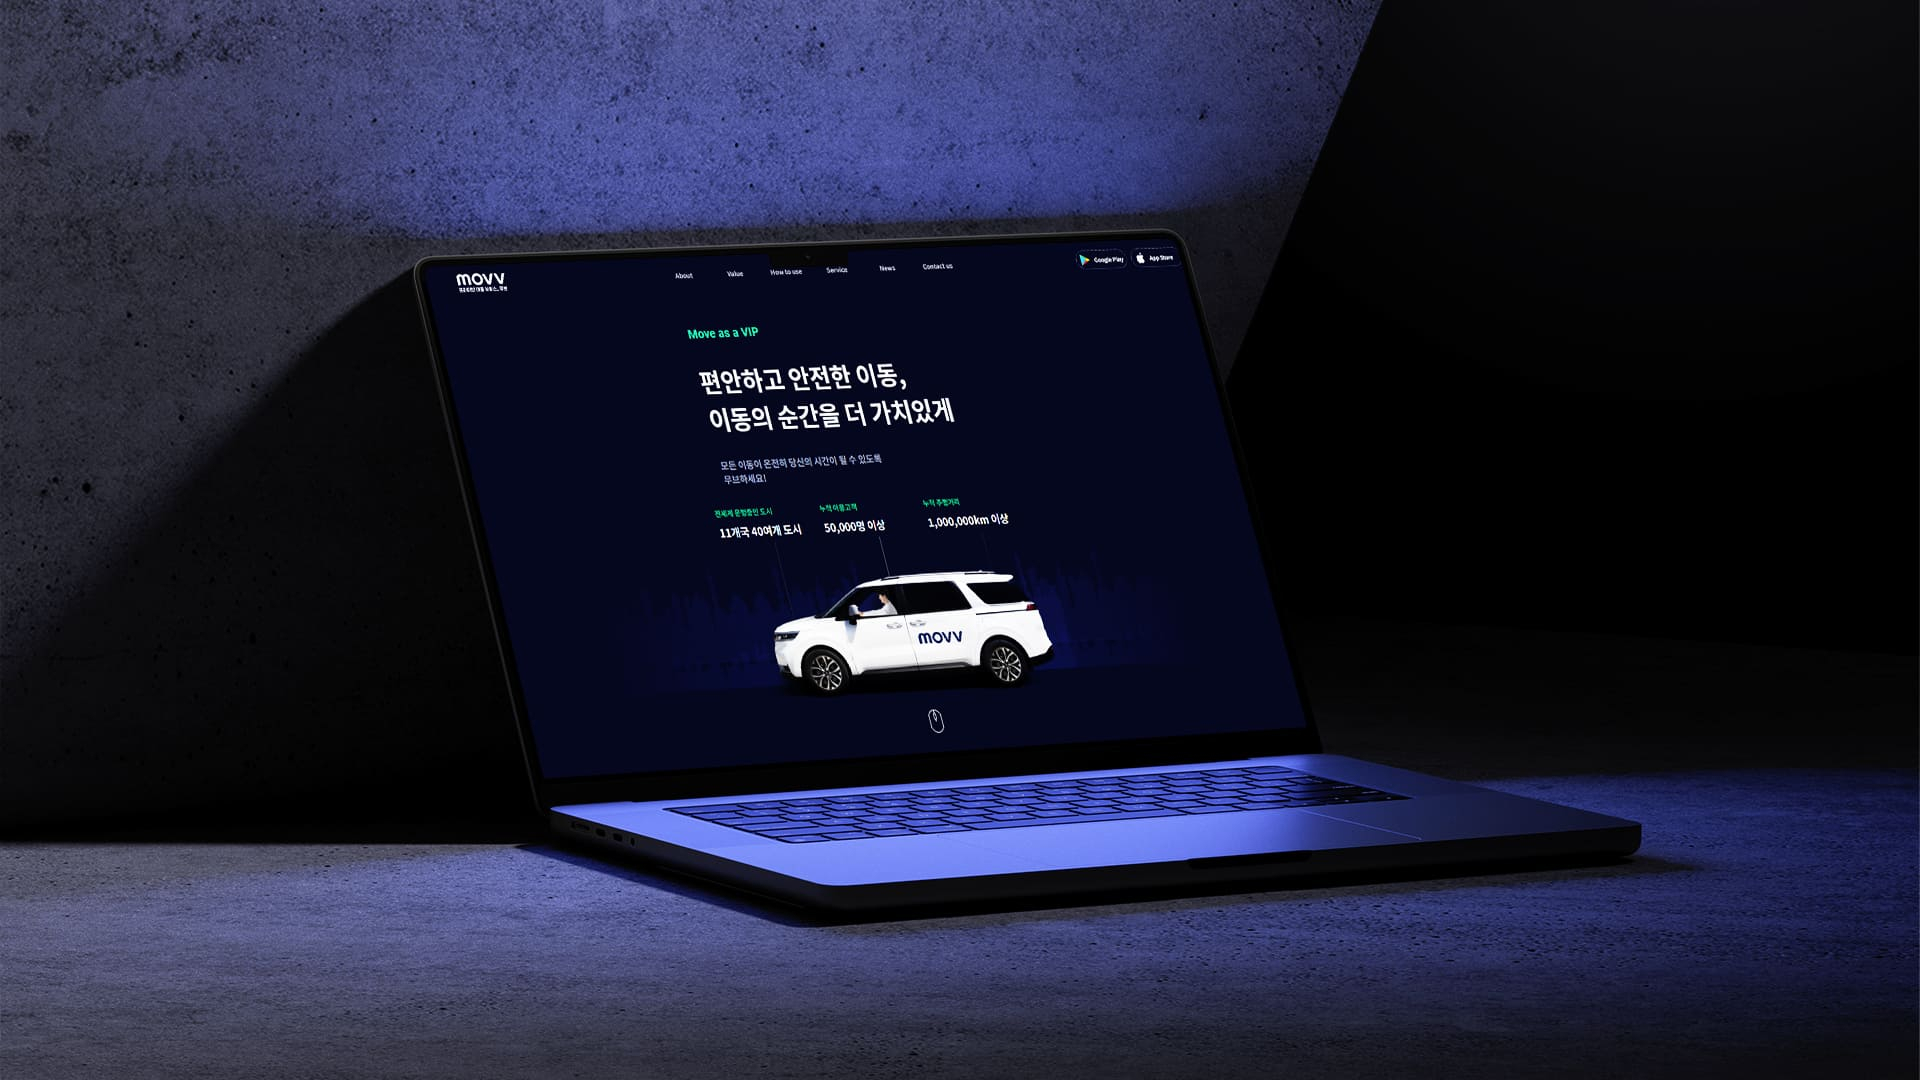 movv
About
Value
How to use
Service
News
Contact us
Google Play
App Store
Move as a VIP
편안하고 안전한 이동,
이동의 순간을 더 가치있게
모든 이동이 온전히 당신의 시간이 될 수 있도록
무브하세요!
전세계 운행중인 도시
11개국 40여개 도시
누적 이용고객
50,000명 이상
누적 주행거리
1,000,000km 이상
movv